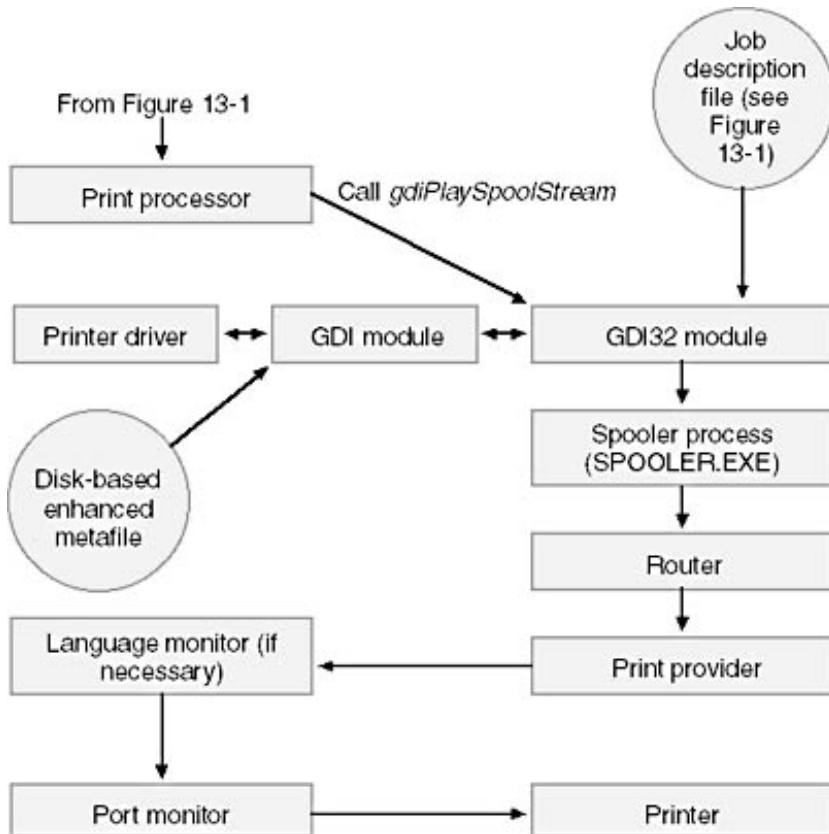 Job
description
file (see
Figure
13-1)
From Figure 13-1
Print processor
Call gdiPlaySpoolStream
Printer driver
GDI module
GDI32 module
Disk-based
enhanced
metafile
Spooler process
(SPOOLER.EXE)
Router
Language monitor (if
necessary)
Print provider
Port monitor
Printer